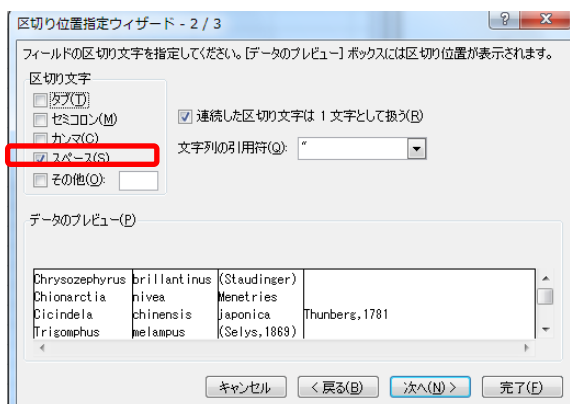 区切り位置指定ウィザード - 2 / 3
フィールドの区切り文字を指定してください。[データのプレビュー] ボックスには区切り位置が表示されます。
区切り文字
タブ(T)
セミコロン(M)
カンマ(C)
スペース(S)
その他(O):
連続した区切り文字は 1 文字として扱う(R)
文字列の引用符(Q): "
データのプレビュー(P)
Chrysozephyrus brillantinus (Staudinger)
Chionarctia nivea Menetries
Cicindela chinensis japonica Thunberg,1781
Trigomphus melampus (Selys,1869)
キャンセル < 戻る(B) 次へ(N) > 完了(F)